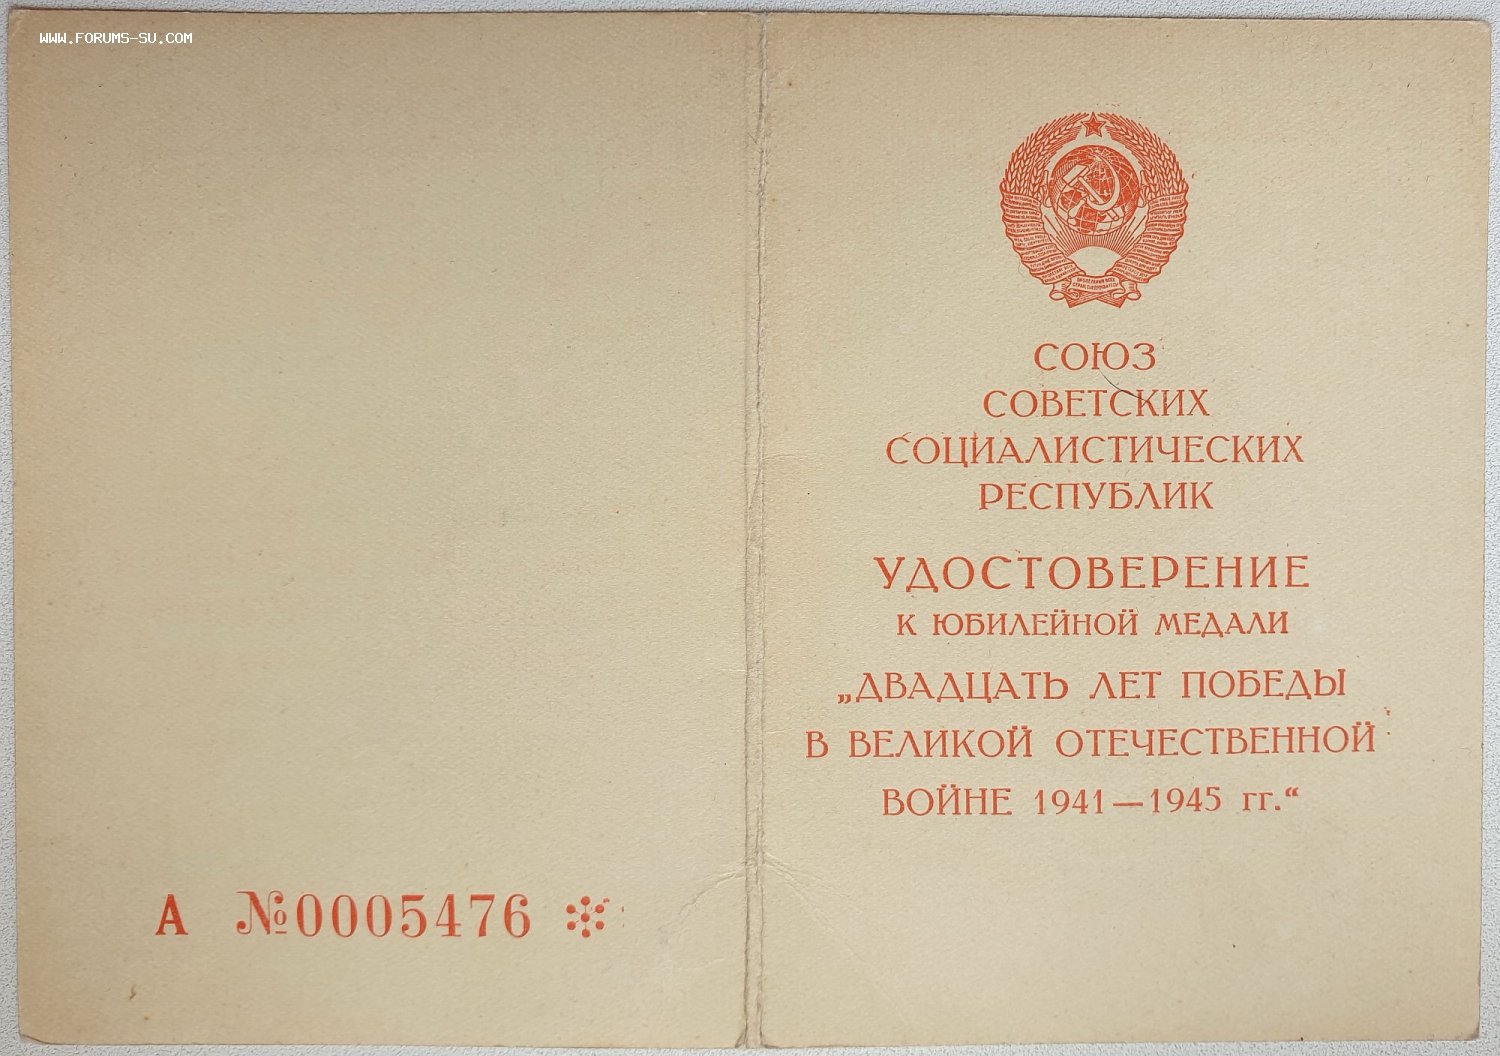 WWW.FORUMS-SU.COM
А №0005476
СОЮЗ
СОВЕТСКИХ
СОЦИАЛИСТИЧЕСКИХ
РЕСПУБЛИК
УДОСТОВЕРЕНИЕ
К ЮБИЛЕЙНОЙ МЕДАЛИ
„ДВАДЦАТЬ ЛЕТ ПОБЕДЫ
В ВЕЛИКОЙ ОТЕЧЕСТВЕННОЙ
ВОЙНЕ 1941—1945 гг.“